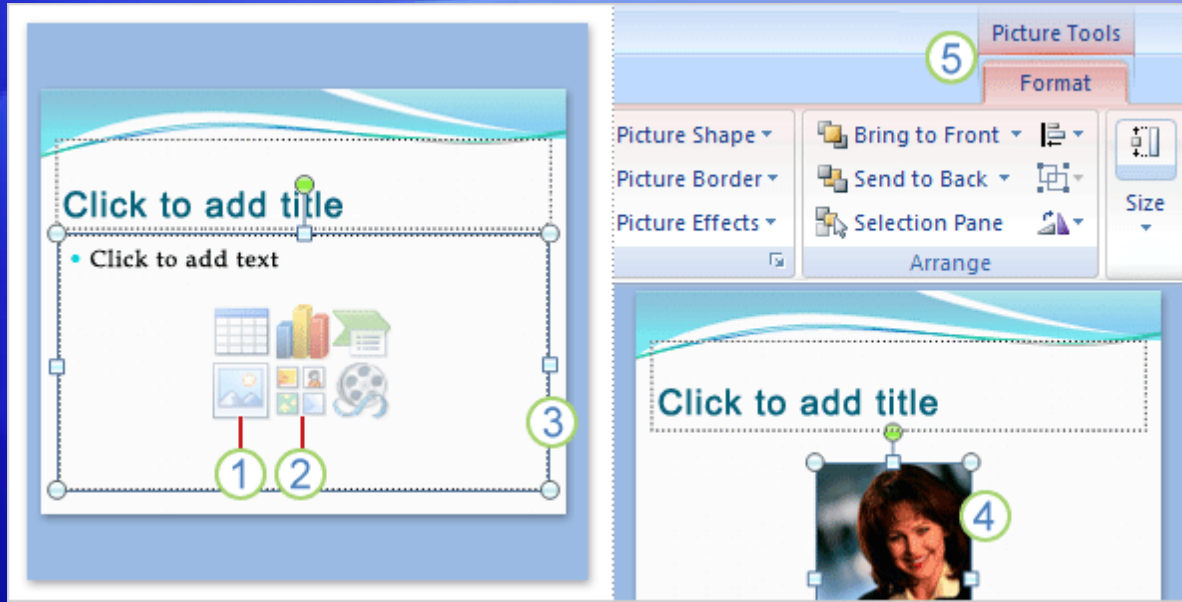 Click to add title
• Click to add text
1
2
3
Picture Tools
5
Format
Picture Shape
Bring to Front
Picture Border
Send to Back
Picture Effects
Selection Pane
Size
Arrange
Click to add title
4